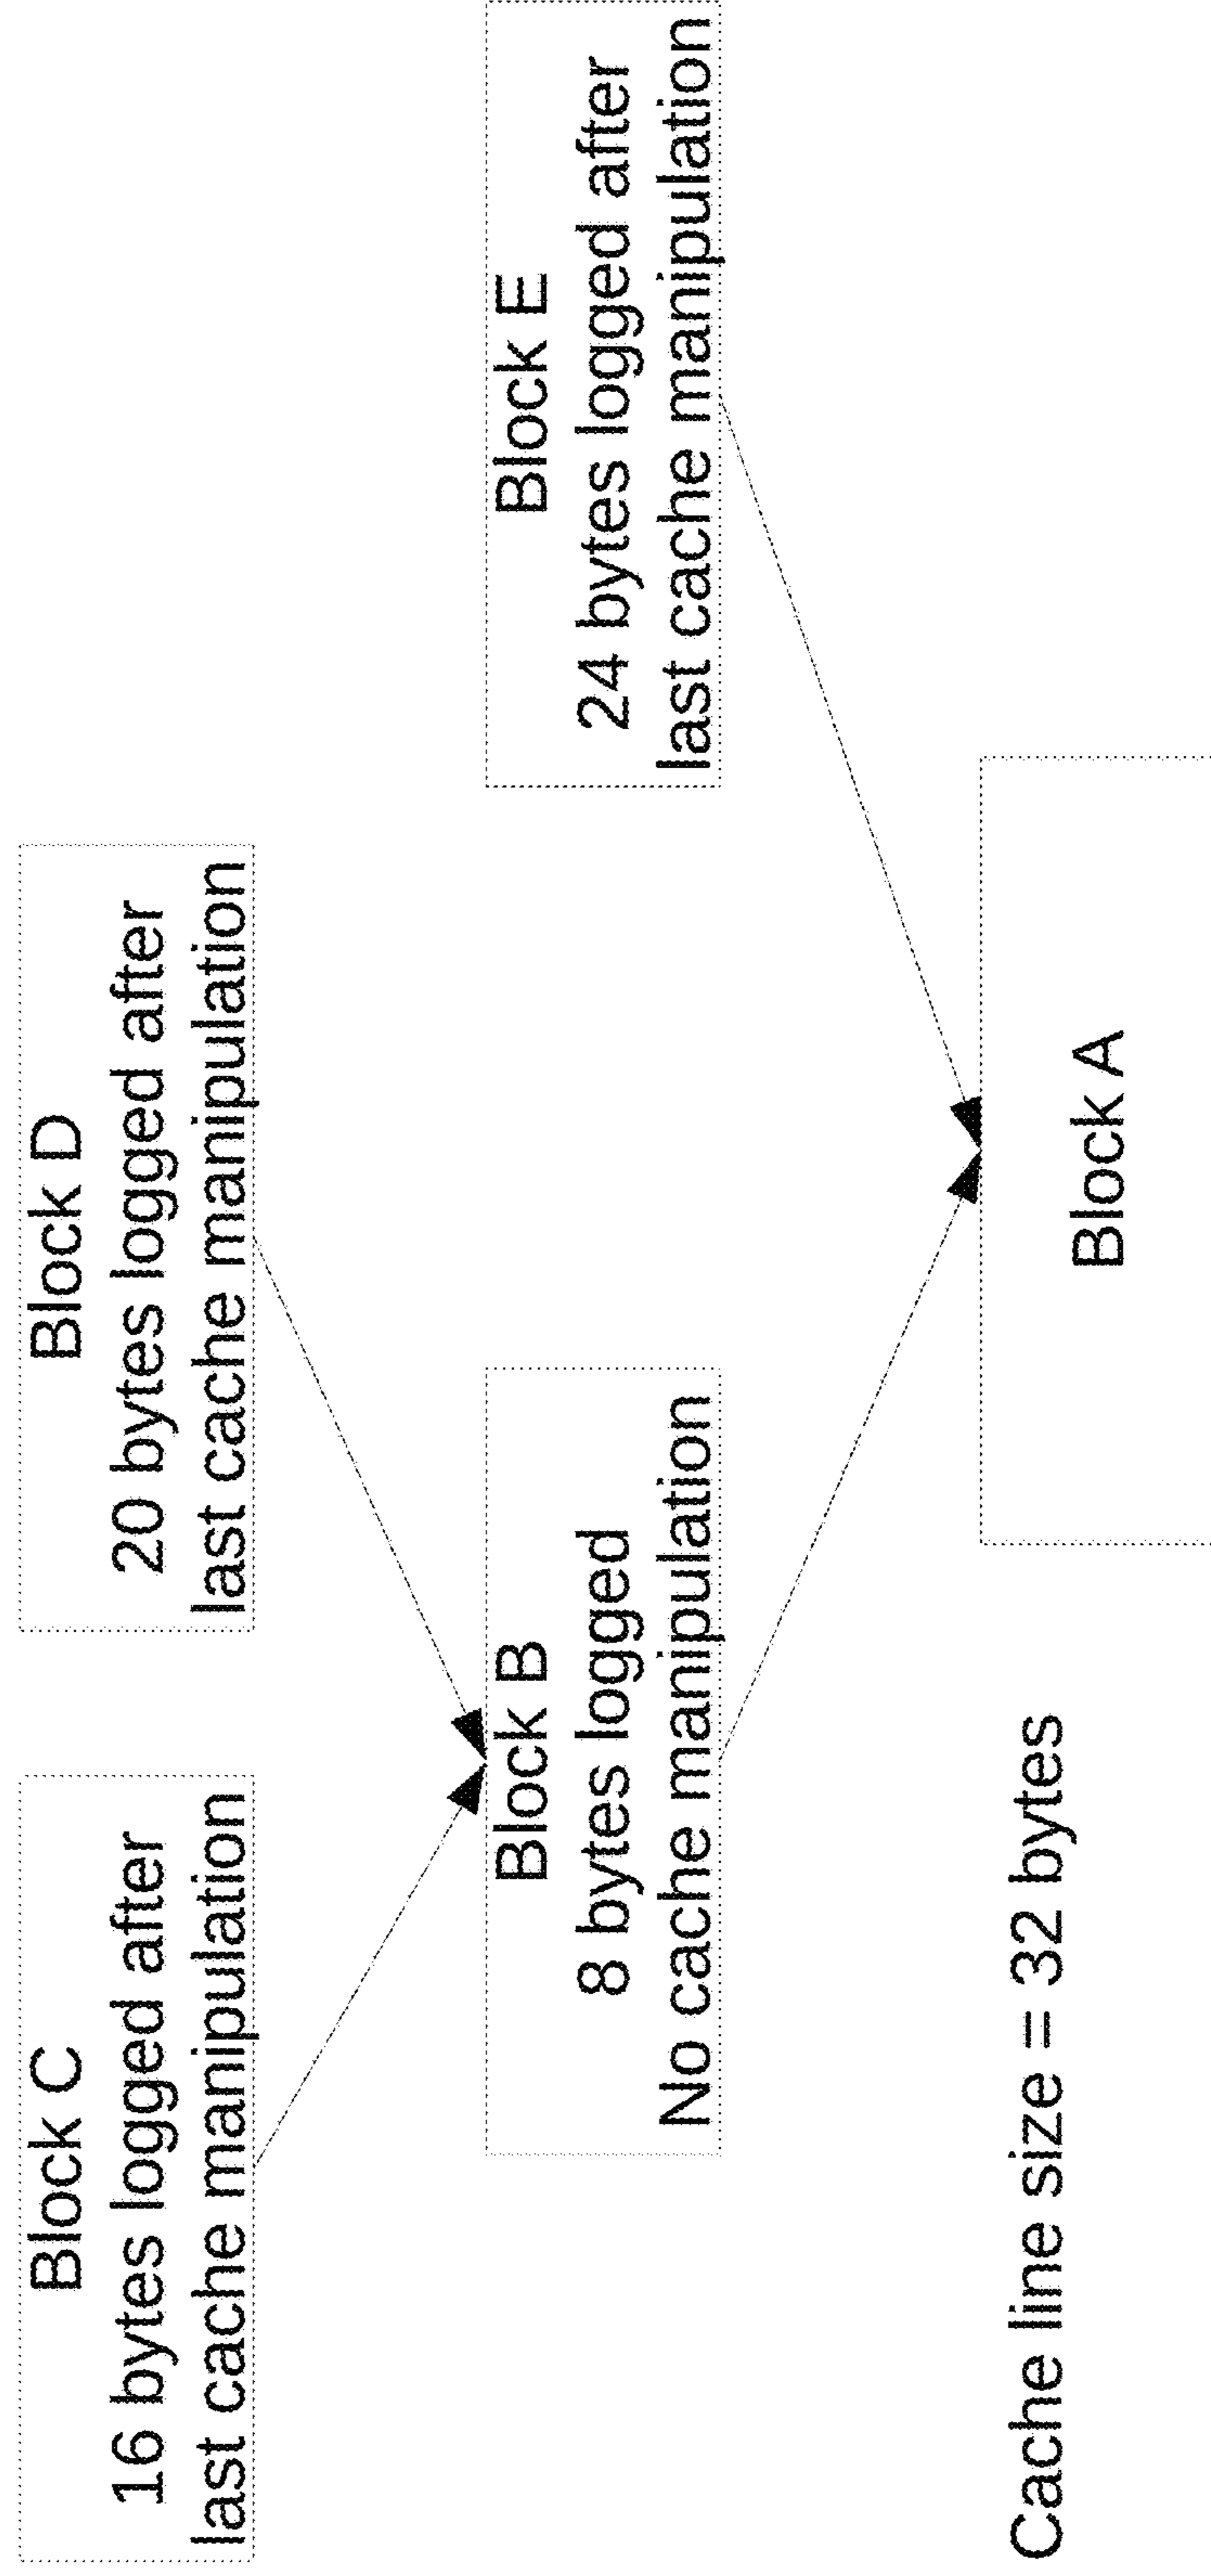 Block C
16 bytes logged after
last cache manipulation
Block D
20 bytes logged after
last cache manipulation
Block B
8 bytes logged
No cache manipulation
Block E
24 bytes logged after
last cache manipulation
Cache line size = 32 bytes
Block A